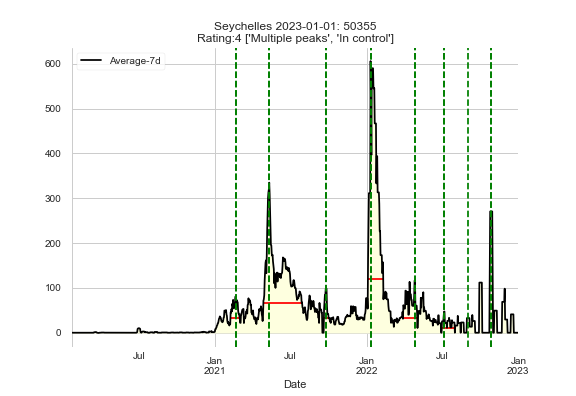 Seychelles 2023-01-01: 50355
Rating:4 ['Multiple peaks', 'In control']
Average-7d
600
500
400
300
200
100
0
Jul
Jan
2021
Jul
Jan
2022
Jul
Jan
2023
Date